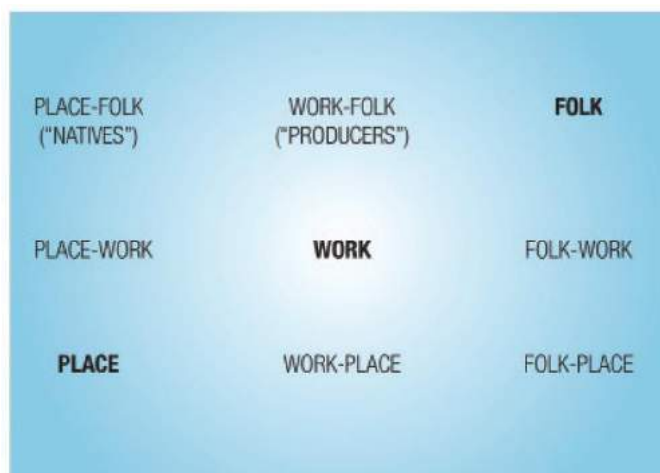 PLACE-FOLK
("NATIVES")
WORK-FOLK
("PRODUCERS")
FOLK
PLACE-WORK
WORK
FOLK-WORK
PLACE
WORK-PLACE
FOLK-PLACE